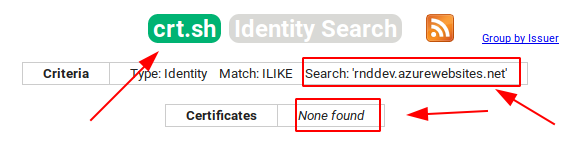 crt.sh Identity Search
Group by Issuer
Criteria Type: Identity Match: ILIKE Search: 'rnddev.azurewebsites.net'
Certificates None found